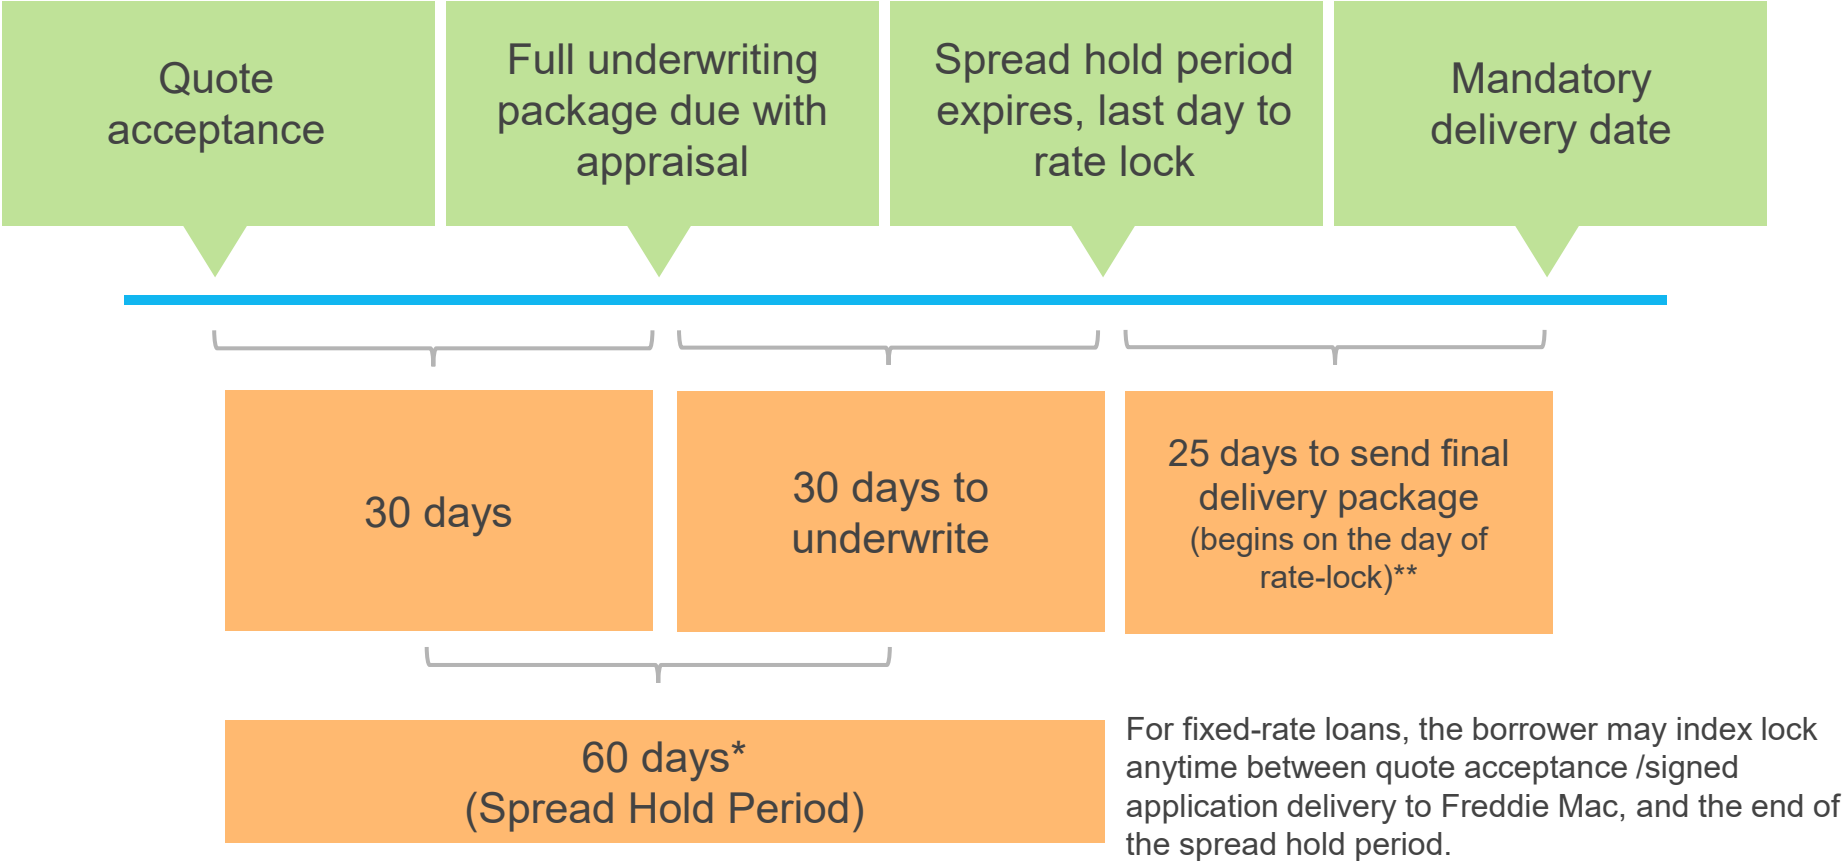 Quote
acceptance
Full underwriting
package due with
appraisal
Spread hold period
expires, last day to
rate lock
Mandatory
delivery date
30 days
30 days to
underwrite
25 days to send final
delivery package
(begins on the day of
rate-lock)**
60 days*
(Spread Hold Period)
For fixed-rate loans, the borrower may index lock
anytime between quote acceptance /signed
application delivery to Freddie Mac, and the end of
the spread hold period.